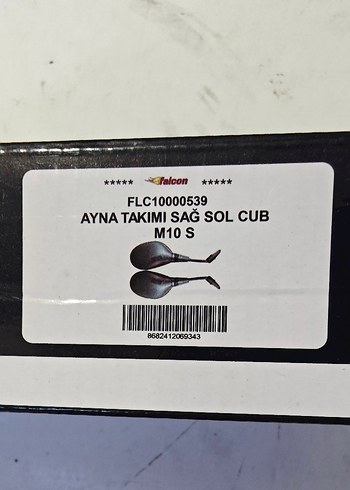 ***** falcon *****
FLC10000539
AYNA TAKIMI SAĞ SOL CUB
M10 S
8682412069343